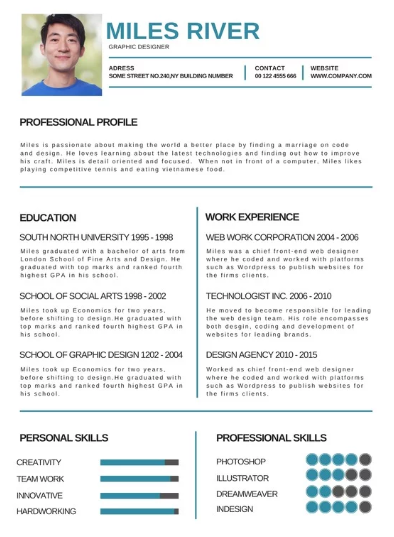 MILES RIVER
GRAPHIC DESIGNER
ADRESS
SOME STREET NO.240,NY BUILDING NUMBER
CONTACT
00 122 4555 666
WEBSITE
WWW.COMPANY.COM
PROFESSIONAL PROFILE
Miles is passionate about making the world a better place by finding a marriage on code
and design. He loves learning about the latest technologies and finding out how to improve
his craft. Miles is detail oriented and focused. When not in front of a computer, Miles likes
playing competitive tennis and eating vietnamese food.
EDUCATION
SOUTH NORTH UNIVERSITY 1995 - 1998
Miles graduated with a bachelor of arts from
London School of Fine Arts and Design. He
graduated with top marks and ranked fourth
highest GPA in his school.
SCHOOL OF SOCIAL ARTS 1998 - 2002
Miles took up Economics for two years,
before shifting to design.He graduated with
top marks and ranked fourth highest GPA in
his school.
SCHOOL OF GRAPHIC DESIGN 1202 - 2004
Miles took up Economics for two years,
before shifting to design.He graduated with
top marks and ranked fourth highest GPA in
his school.
WORK EXPERIENCE
WEB WORK CORPORATION 2004 - 2006
Miles was a chief front-end web designer
where he coded and worked with platforms
such as Wordpress to publish websites for
the firms clients.
TECHNOLOGIST INC. 2006 - 2010
He moved to become responsible for leading
the web design team. His role encompasses
both desgin, coding and development of
websites for leading brands.
DESIGN AGENCY 2010 - 2015
Worked as chief front-end web designer
where he coded and worked with platforms
such as Wordpress to publish websites for
the firms clients.
PERSONAL SKILLS
CREATIVITY
TEAM WORK
INNOVATIVE
HARDWORKING
PROFESSIONAL SKILLS
PHOTOSHOP
ILLUSTRATOR
DREAMWEAVER
INDESIGN